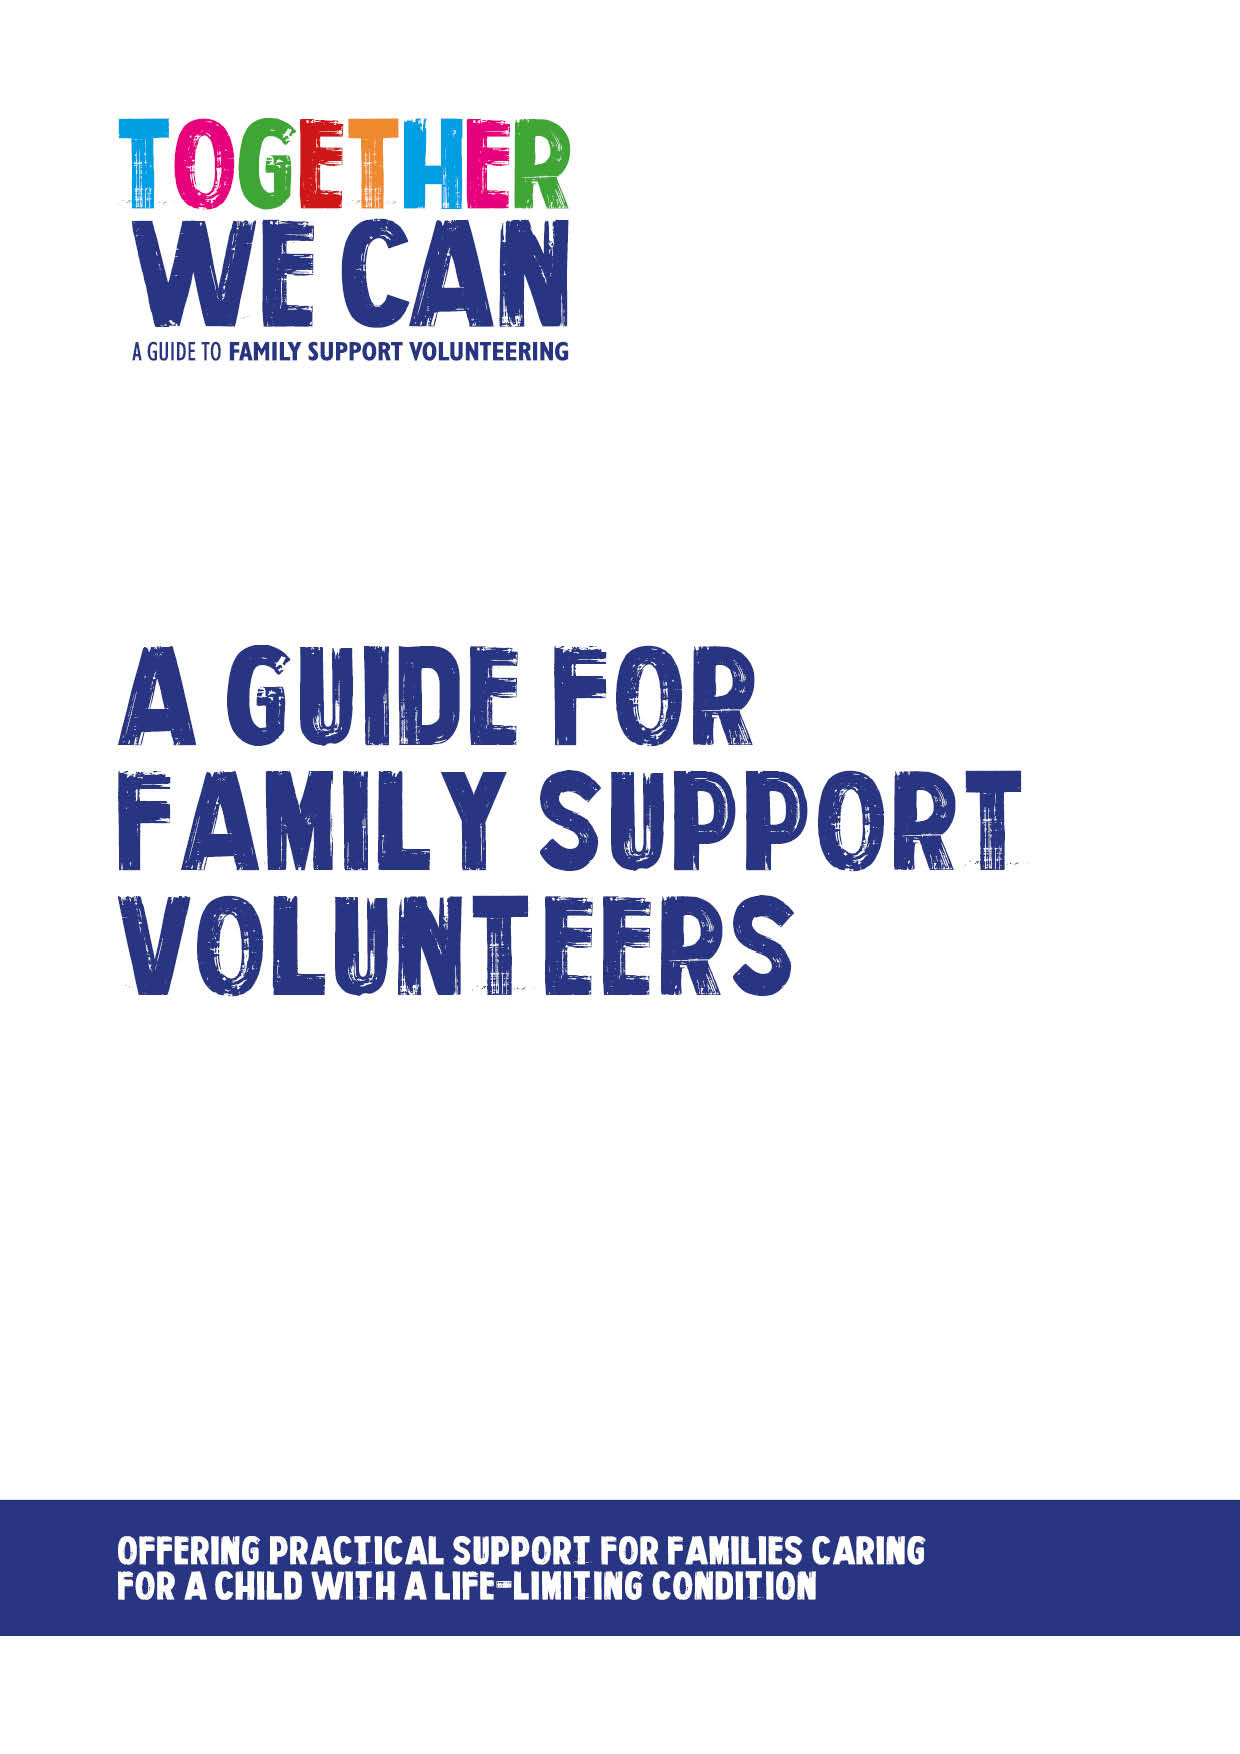 TOGETHER
WE CAN
A GUIDE TO FAMILY SUPPORT VOLUNTEERING
A GUIDE FOR
FAMILY SUPPORT
VOLUNTEERS
OFFERING PRACTICAL SUPPORT FOR FAMILIES CARING
FOR A CHILD WITH A LIFE-LIMITING CONDITION